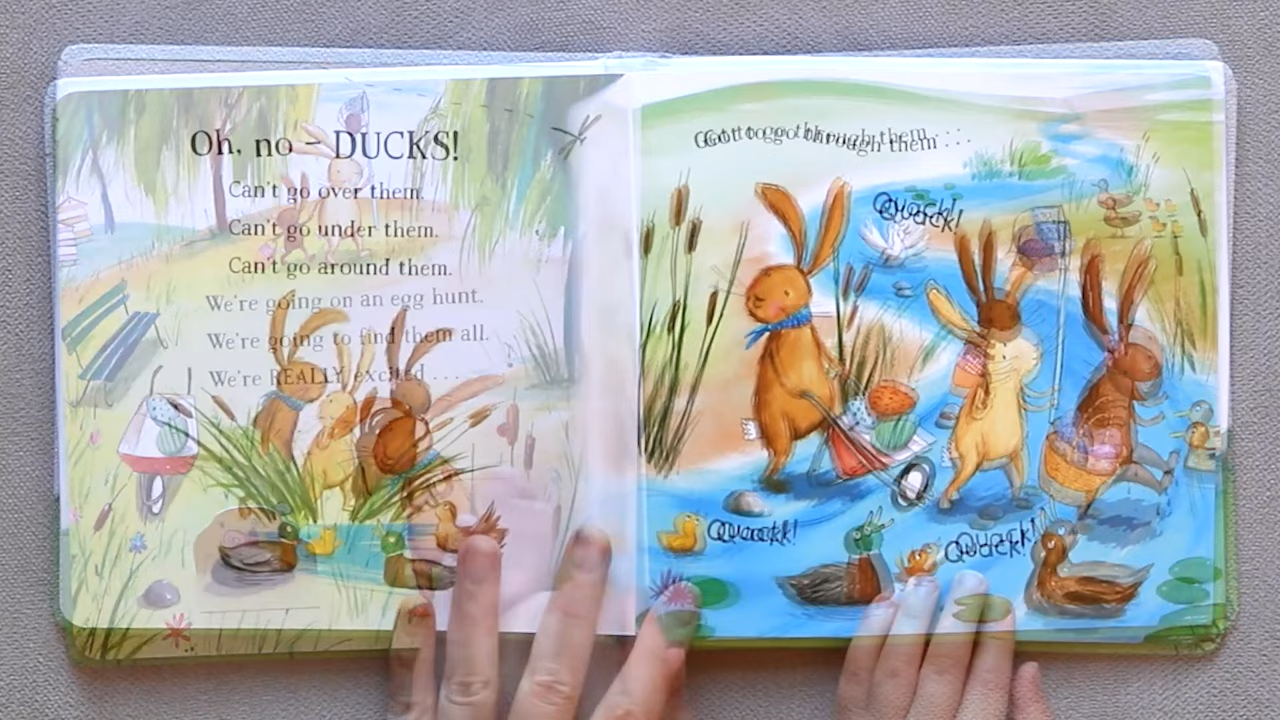 Oh, no – DUCKS!
Can't go over them.
Can't go under them.
Can't go around them.
We're going on an egg hunt.
We're going to find them all.
We're REALLY excited . . . .
Got to go through them . . .
Quack!
Quack!
Quack!